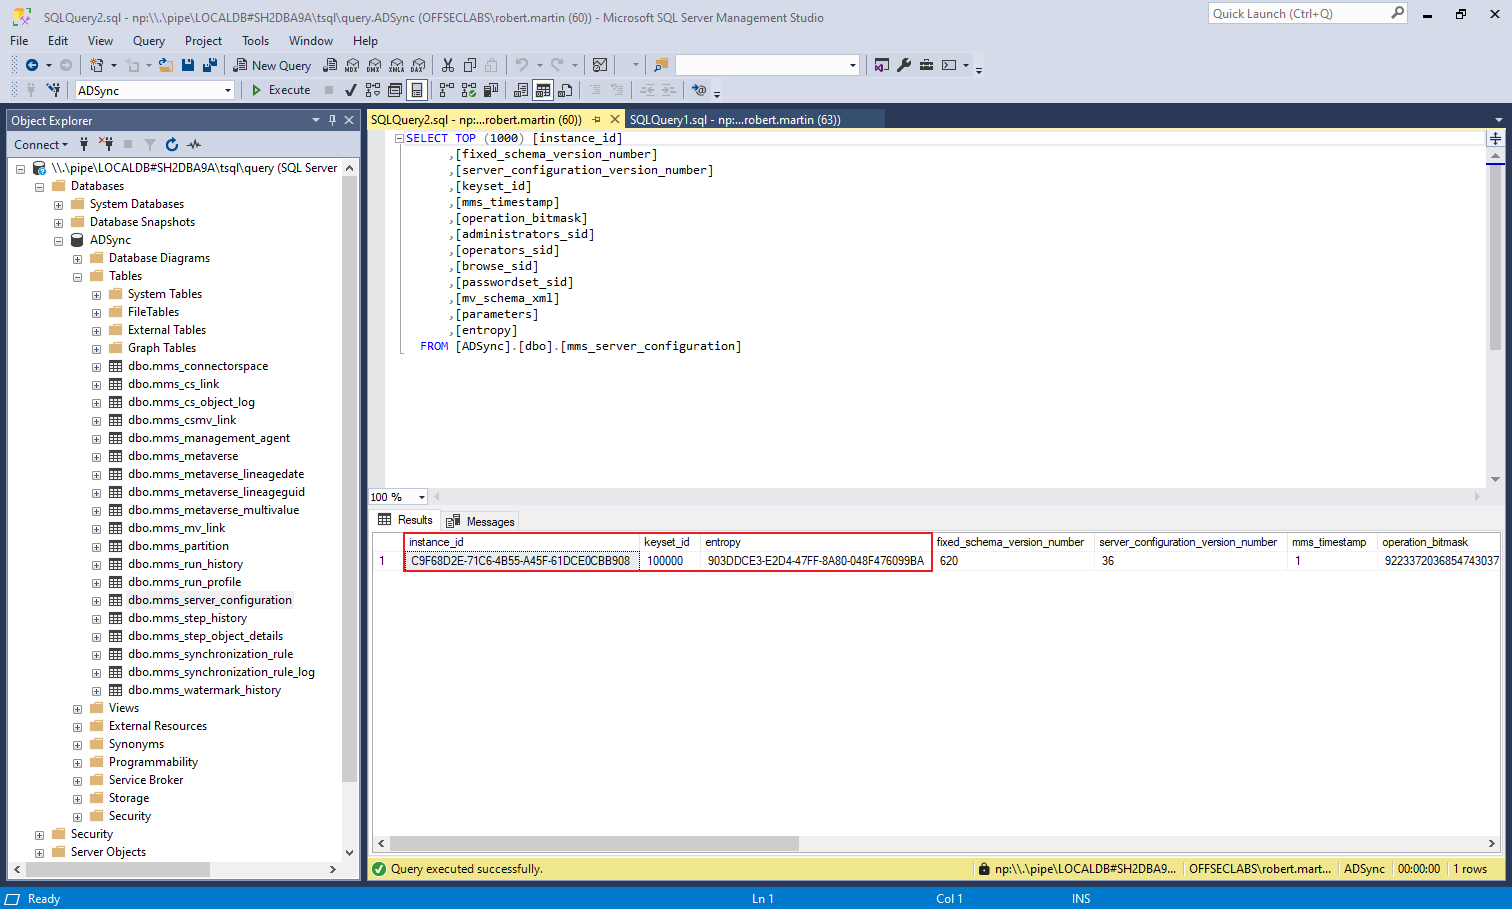 SQLQuery2.sql - np:\\.\pipe\LOCALDB#SH2DBA9A\tsql\query.ADSync (OFFSECLABS\robert.martin (60)) - Microsoft SQL Server Management Studio
Quick Launch (Ctrl+Q)
File Edit View Query Project Tools Window Help
New Query MDX DMX XMLA DAX
ADSync Execute
Object Explorer
Connect
\\.\pipe\LOCALDB#SH2DBA9A\tsql\query (SQL Server
Databases
System Databases
Database Snapshots
ADSync
Database Diagrams
Tables
System Tables
FileTables
External Tables
Graph Tables
dbo.mms_connectorspace
dbo.mms_cs_link
dbo.mms_cs_object_log
dbo.mms_csmv_link
dbo.mms_management_agent
dbo.mms_metaverse
dbo.mms_metaverse_lineagedate
dbo.mms_metaverse_lineageguid
dbo.mms_metaverse_multivalue
dbo.mms_mv_link
dbo.mms_partition
dbo.mms_run_history
dbo.mms_run_profile
dbo.mms_server_configuration
dbo.mms_step_history
dbo.mms_step_object_details
dbo.mms_synchronization_rule
dbo.mms_synchronization_rule_log
dbo.mms_watermark_history
Views
External Resources
Synonyms
Programmability
Service Broker
Storage
Security
Security
Server Objects
SQLQuery2.sql - np:...robert.martin (60)) SQLQuery1.sql - np:...robert.martin (63))
SELECT TOP (1000) [instance_id]
,[fixed_schema_version_number]
,[server_configuration_version_number]
,[keyset_id]
,[mms_timestamp]
,[operation_bitmask]
,[administrators_sid]
,[operators_sid]
,[browse_sid]
,[passwordset_sid]
,[mv_schema_xml]
,[parameters]
,[entropy]
FROM [ADSync].[dbo].[mms_server_configuration]
100 %
Results Messages
instance_id keyset_id entropy fixed_schema_version_number server_configuration_version_number mms_timestamp operation_bitmask
1 C9F68D2E-71C6-4B55-A45F-61DCE0CBB908 100000 903DDCE3-E2D4-47FF-8A80-048F476099BA 620 36 1 9223372036854743037
Query executed successfully. np:\\.\pipe\LOCALDB#SH2DBA9... OFFSECLABS\robert.mart... ADSync 00:00:00 1 rows
Ready Ln 1 Col 1 INS